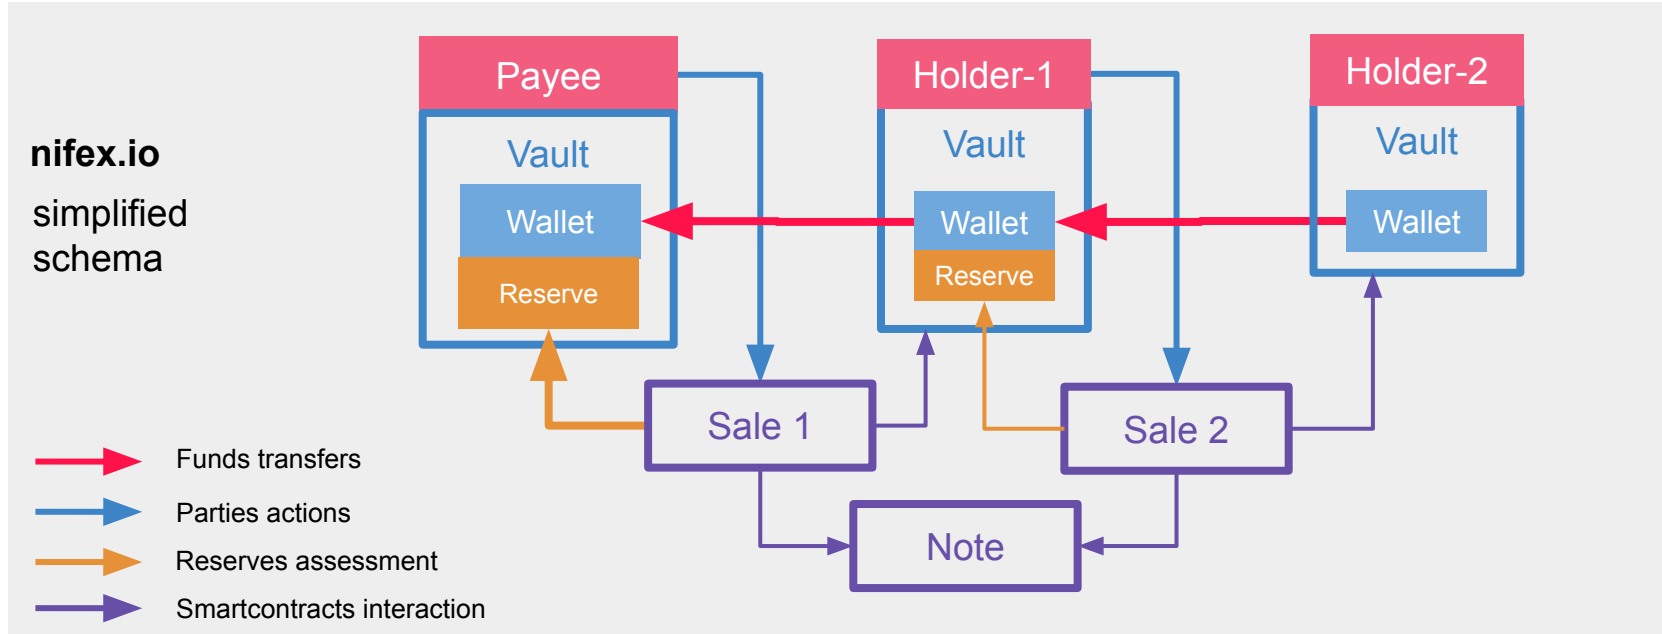 nifex.io
simplified
schema
Payee
Vault
Wallet
Reserve
Holder-1
Vault
Wallet
Reserve
Holder-2
Vault
Wallet
Sale 1
Sale 2
Note
Funds transfers
Parties actions
Reserves assessment
Smartcontracts interaction